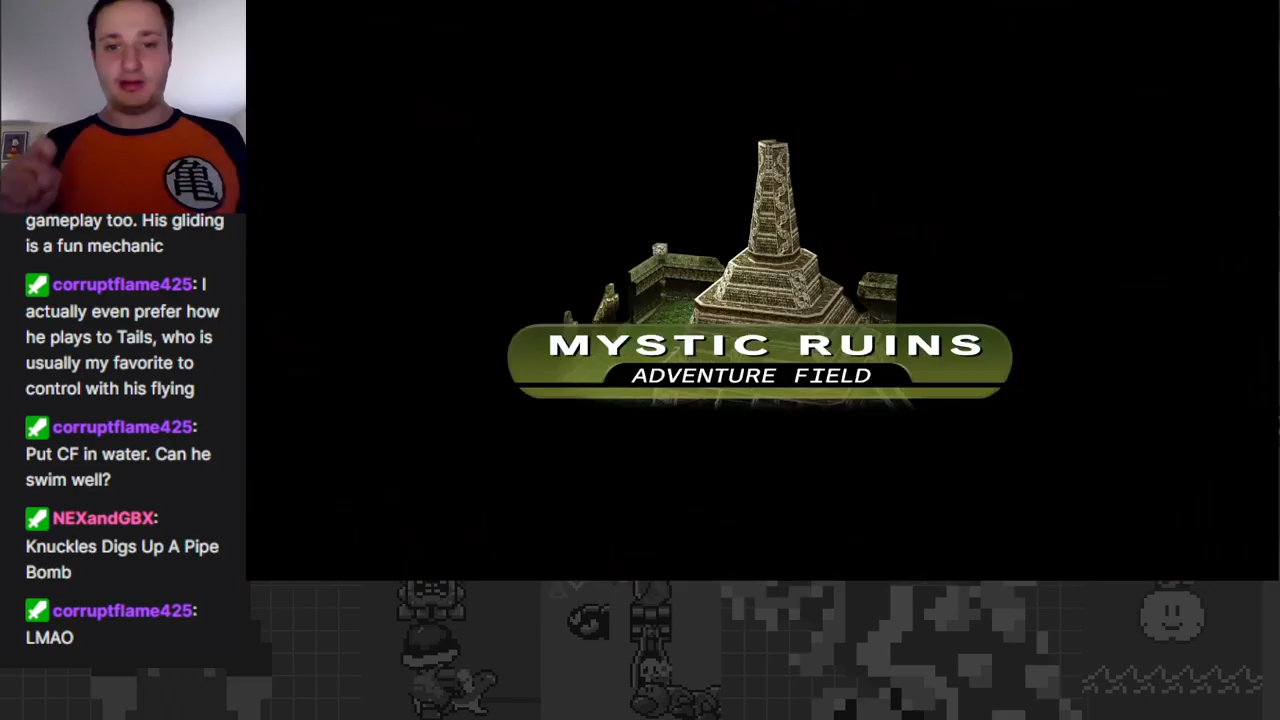 亀
gameplay too. His gliding
is a fun mechanic
corruptflame425: I
actually even prefer how
he plays to Tails, who is
usually my favorite to
control with his flying
corruptflame425:
Put CF in water. Can he
swim well?
NEXandGBX:
Knuckles Digs Up A Pipe
Bomb
corruptflame425:
LMAO
MYSTIC RUINS
ADVENTURE FIELD